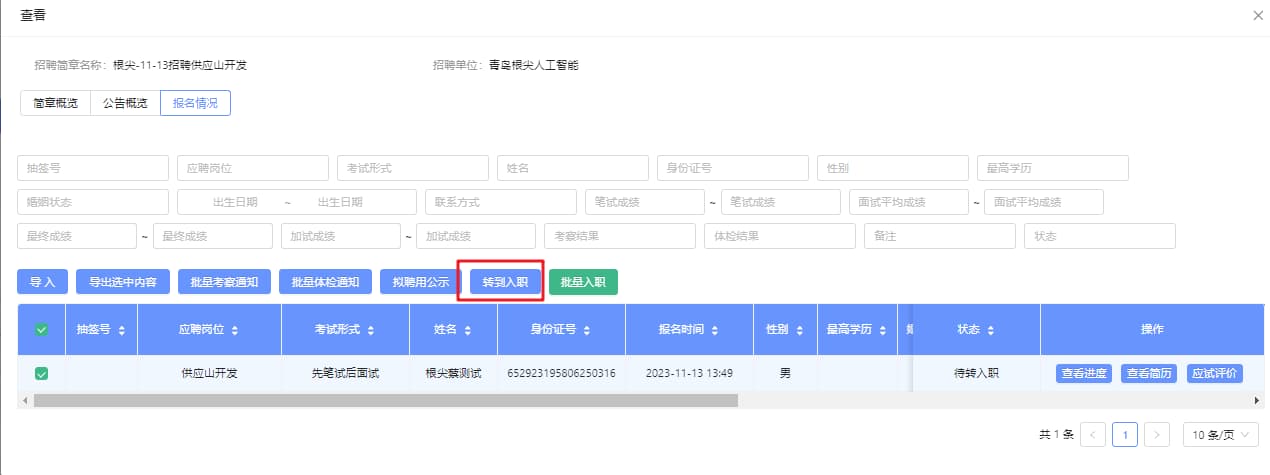 查看
招聘简章名称: 根尖-11-13招聘供应山开发 招聘单位: 青岛根尖人工智能
简章概览 公告概览 报名情况
抽签号 应聘岗位 考试形式 姓名 身份证号 性别 最高学历
婚姻状态 出生日期 ~ 出生日期 联系方式 笔试成绩 ~ 笔试成绩 面试平均成绩 ~ 面试平均成绩
最终成绩 ~ 最终成绩 加试成绩 ~ 加试成绩 考察结果 体检结果 备注 状态
导 入 导出选中内容 批量考察通知 批量体检通知 拟聘用公示 转到入职 批量入职
抽签号 应聘岗位 考试形式 姓名 身份证号 报名时间 性别 最高学历 状态 操作
供应山开发 先笔试后面试 根尖蔡测试 652923195806250316 2023-11-13 13:49 男 待转入职 查看进度 查看简历 应试评价
共 1 条 < 1 > 10 条/页